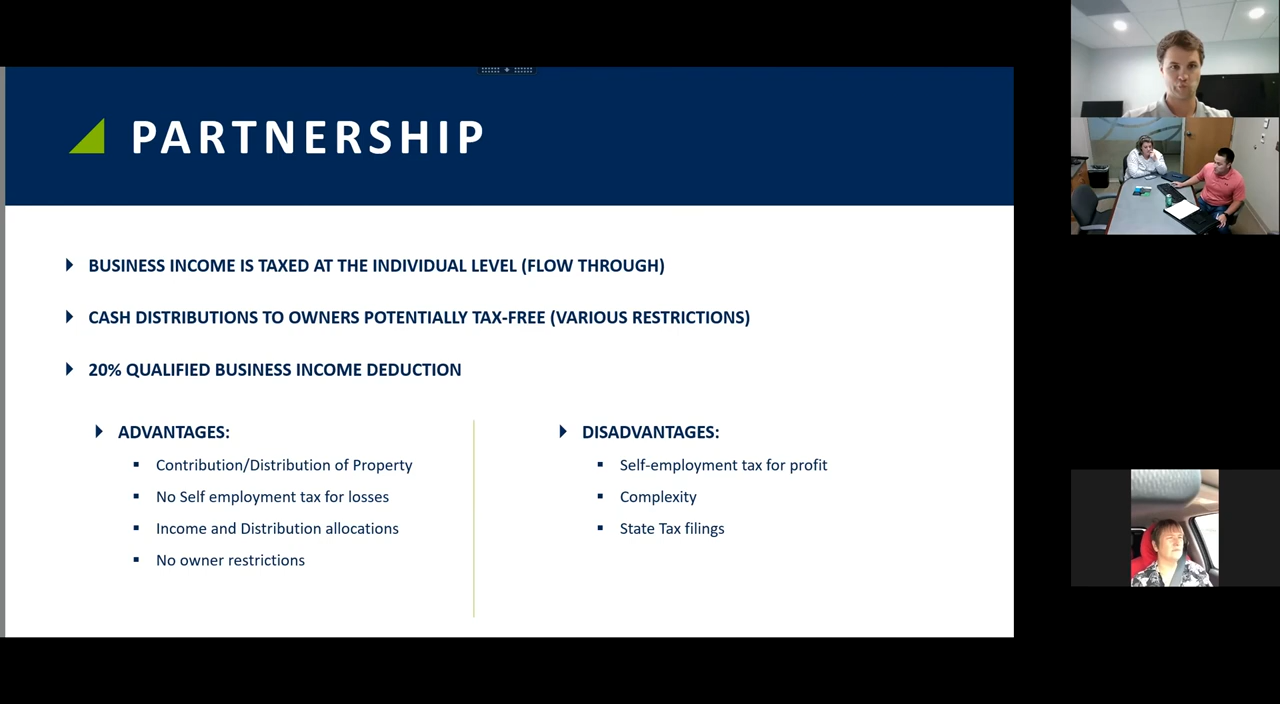 PARTNERSHIP
BUSINESS INCOME IS TAXED AT THE INDIVIDUAL LEVEL (FLOW THROUGH)
CASH DISTRIBUTIONS TO OWNERS POTENTIALLY TAX-FREE (VARIOUS RESTRICTIONS)
20% QUALIFIED BUSINESS INCOME DEDUCTION
ADVANTAGES:
Contribution/Distribution of Property
No Self employment tax for losses
Income and Distribution allocations
No owner restrictions
DISADVANTAGES:
Self-employment tax for profit
Complexity
State Tax filings